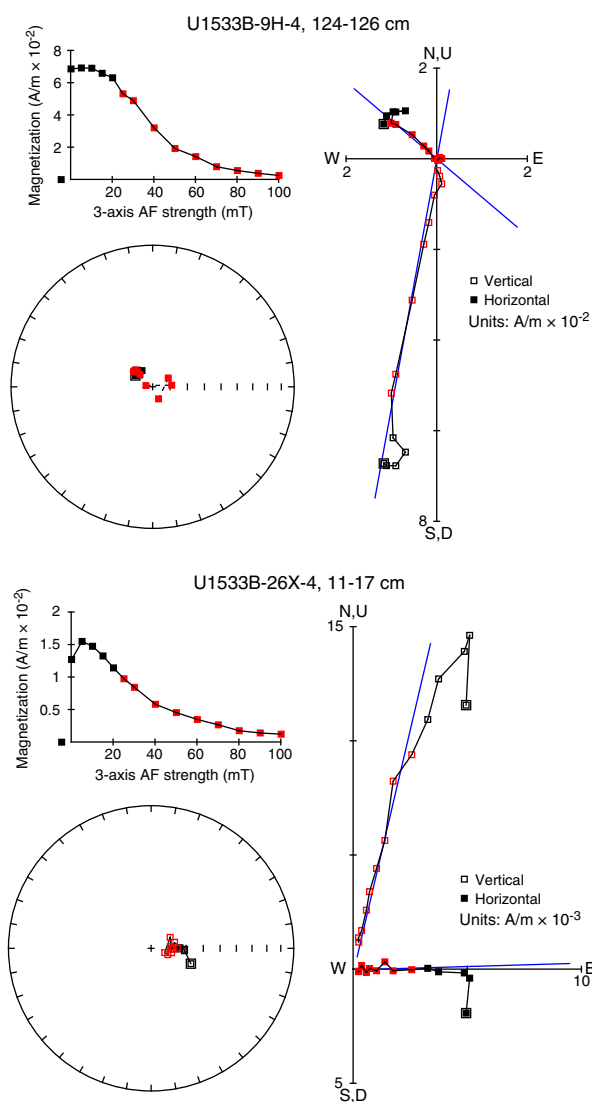 U1533B-9H-4, 124-126 cm
Magnetization (A/m × 10-2)
8
6
4
2
20 40 60 80 100
3-axis AF strength (mT)
N,U
2
W
2
E
2
Vertical
Horizontal
Units: A/m × 10-2
8
S,D
U1533B-26X-4, 11-17 cm
Magnetization (A/m × 10-2)
2
1.5
1
0.5
20 40 60 80 100
3-axis AF strength (mT)
N,U
15
Vertical
Horizontal
Units: A/m × 10-3
W
E
10
5
S,D